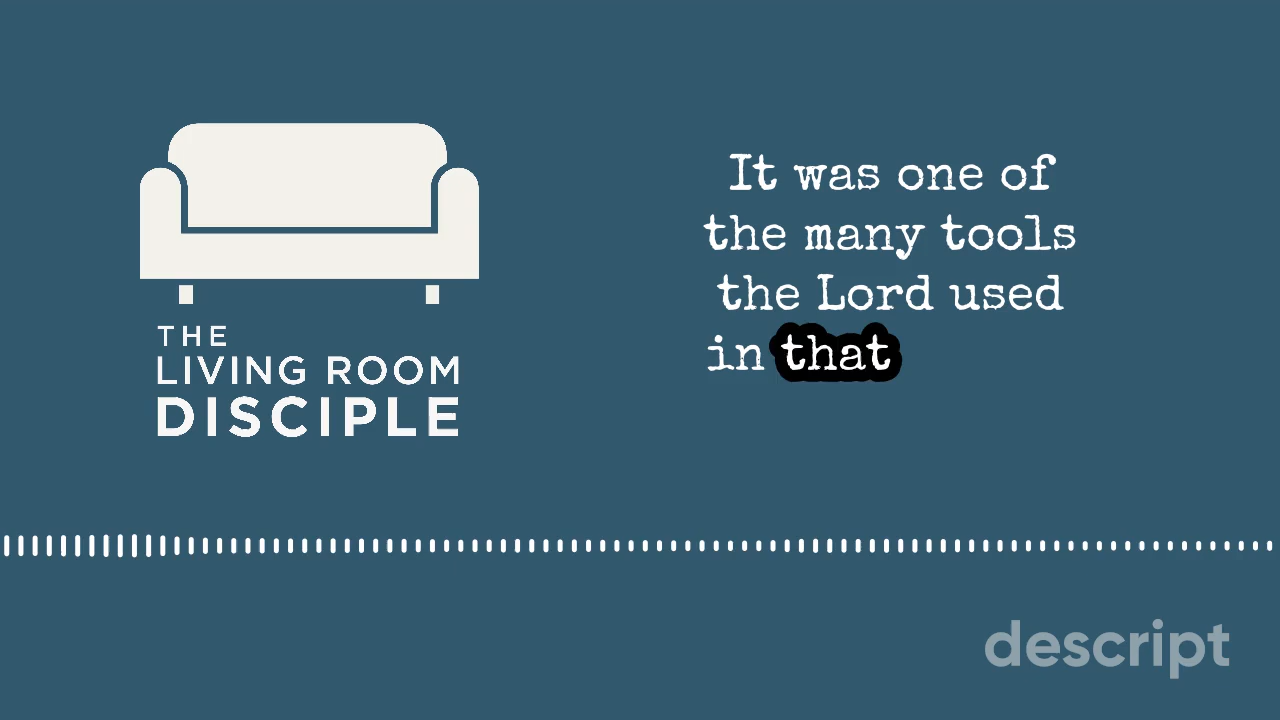 THE
LIVING ROOM
DISCIPLE
It was one of
the many tools
the Lord used
in that
descript